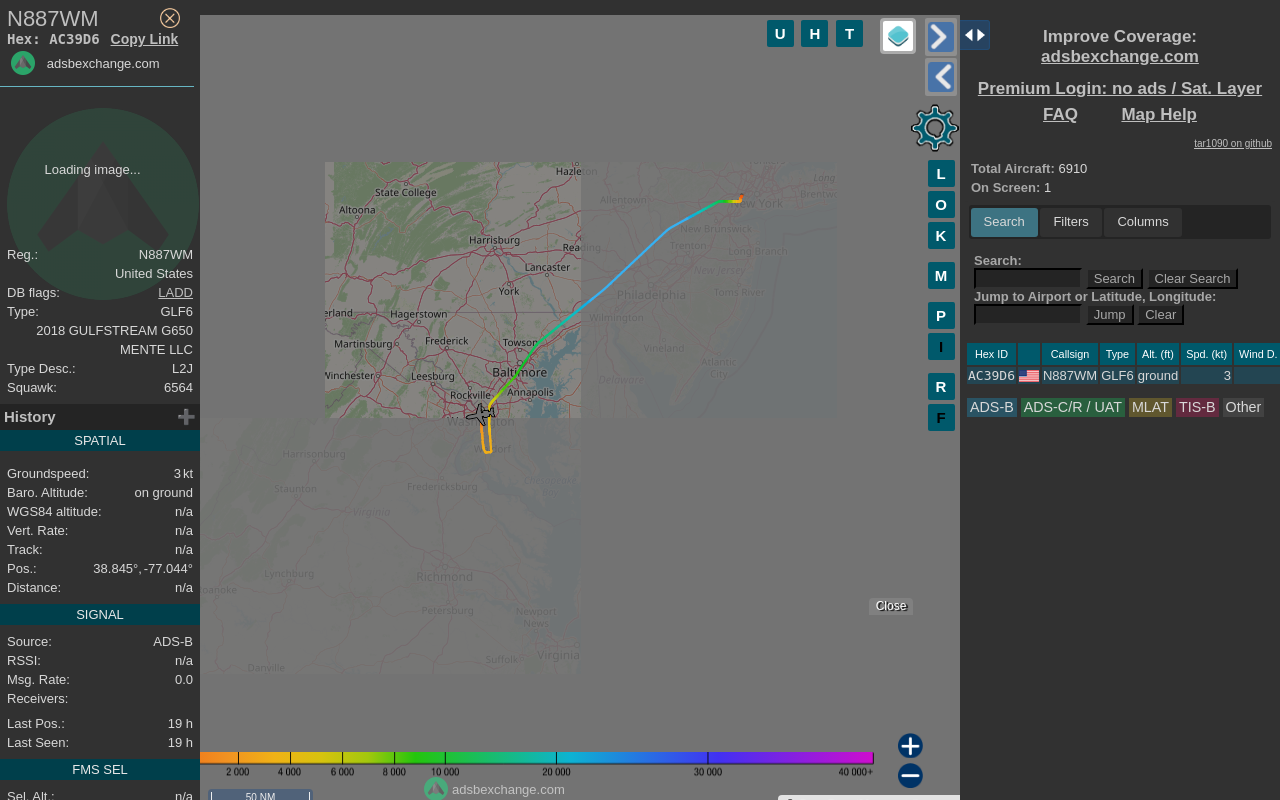 N887WM
Hex: AC39D6 Copy Link
adsbexchange.com
Loading image...
Reg.: N887WM
United States
DB flags: LADD
Type: GLF6
2018 GULFSTREAM G650
MENTE LLC
Type Desc.: L2J
Squawk: 6564
History
SPATIAL
Groundspeed: 3 kt
Baro. Altitude: on ground
WGS84 altitude: n/a
Vert. Rate: n/a
Track: n/a
Pos.: 38.845°, -77.044°
Distance: n/a
SIGNAL
Source: ADS-B
RSSI: n/a
Msg. Rate: 0.0
Receivers:
Last Pos.: 19 h
Last Seen: 19 h
FMS SEL
Sel. Alt.: n/a
U H T
L
O
K
M
P
I
R
F
Hazleton
State College
Altoona
Allentown
Long
Brentwood
New York
Harrisburg
Reading
New Brunswick
Trenton
Long Branch
Lancaster
New Jersey
York
Philadelphia
Toms River
erland
Hagerstown
Wilmington
Martinsburg
Frederick
Towson
Vineland
Atlantic
City
Winchester
Leesburg
Baltimore
Delaware
Rockville
Annapolis
Washington
Harrisonburg
Staunton
Fredericksburg
Virginia
Lynchburg
Richmond
oanoke
Petersburg
Newport
News
Danville
Suffolk
Virginia
Close
2 000 4 000 6 000 8 000 10 000 20 000 30 000 40 000+
adsbexchange.com
50 NM
Improve Coverage:
adsbexchange.com
Premium Login: no ads / Sat. Layer
FAQ Map Help
tar1090 on github
Total Aircraft: 6910
On Screen: 1
Search Filters Columns
Search:
Search Clear Search
Jump to Airport or Latitude, Longitude:
Jump Clear
Hex ID Callsign Type Alt. (ft) Spd. (kt) Wind D.
AC39D6 N887WM GLF6 ground 3
ADS-B ADS-C/R / UAT MLAT TIS-B Other